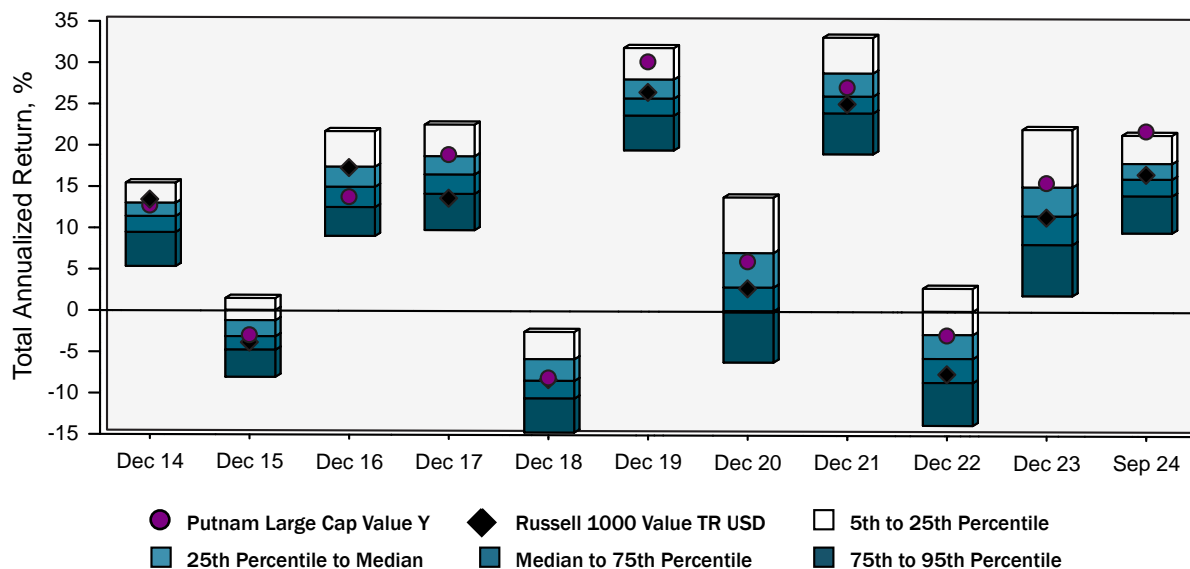 Total Annualized Return, %
35
30
25
20
15
10
5
0
-5
-10
-15
Dec 14 Dec 15 Dec 16 Dec 17 Dec 18 Dec 19 Dec 20 Dec 21 Dec 22 Dec 23 Sep 24
Putnam Large Cap Value Y Russell 1000 Value TR USD 5th to 25th Percentile
25th Percentile to Median Median to 75th Percentile 75th to 95th Percentile